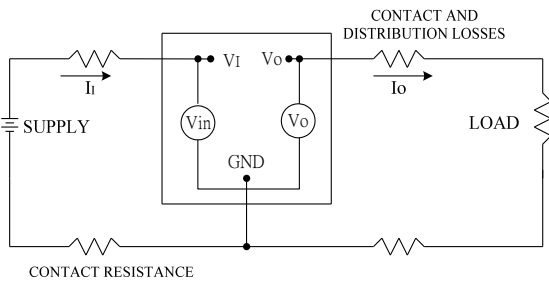 CONTACT AND
DISTRIBUTION LOSSES
VI
Vo
II
Io
SUPPLY
Vin
Vo
LOAD
GND
CONTACT RESISTANCE